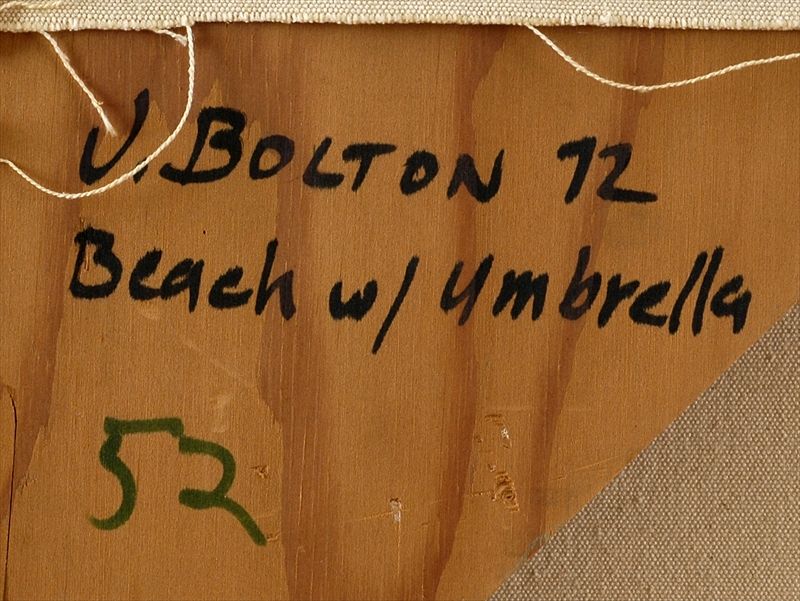 V. BOLTON 72
Beach w/ Umbrella
52